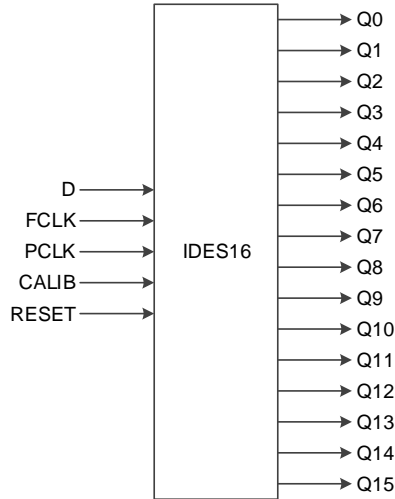 Q0
Q1
Q2
Q3
Q4
Q5
D
Q6
FCLK
Q7
PCLK
IDES16
CALIB
Q8
RESET
Q9
Q10
Q11
Q12
Q13
Q14
Q15